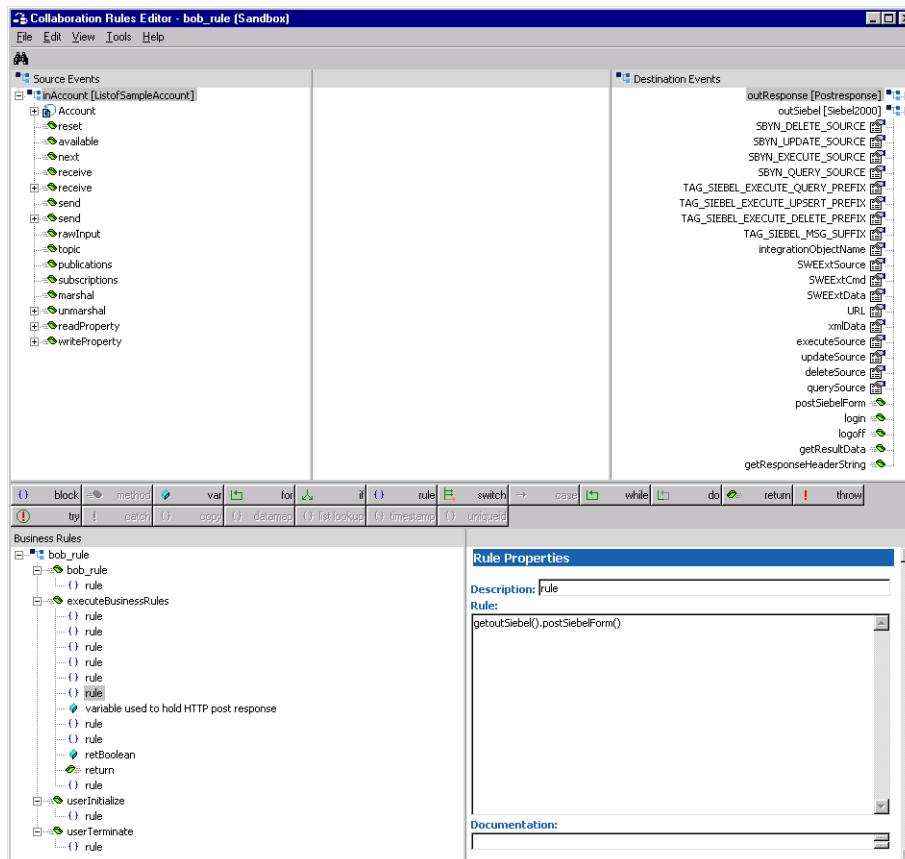 Collaboration Rules Editor - bob_rule (Sandbox)
File Edit View Tools Help
Source Events
inAccount [ListofSampleAccount]
Account
reset
available
next
receive
receive
send
send
rawInput
topic
publications
subscriptions
marshal
unmarshal
readProperty
writeProperty
Destination Events
outResponse [Postresponse]
outSiebel [Siebel2000]
SBYN_DELETE_SOURCE
SBYN_UPDATE_SOURCE
SBYN_EXECUTE_SOURCE
SBYN_QUERY_SOURCE
TAG_SIEBEL_EXECUTE_QUERY_PREFIX
TAG_SIEBEL_EXECUTE_UPSERT_PREFIX
TAG_SIEBEL_EXECUTE_DELETE_PREFIX
TAG_SIEBEL_MSG_SUFFIX
integrationObjectName
SWEExtSource
SWEExtCmd
SWEExtData
URL
xmlData
executeSource
updateSource
deleteSource
querySource
postSiebelForm
login
logoff
getResultData
getResponseHeaderString
block method var for if rule switch case while do return throw
try catch copy datamap list lookup timestamp uniqueid
Business Rules
bob_rule
bob_rule
rule
executeBusinessRules
rule
rule
rule
rule
rule
rule
variable used to hold HTTP post response
rule
rule
retBoolean
return
rule
userInitialize
rule
userTerminate
rule
Rule Properties
Description: rule
Rule:
getoutSiebel().postSiebelForm()
Documentation: